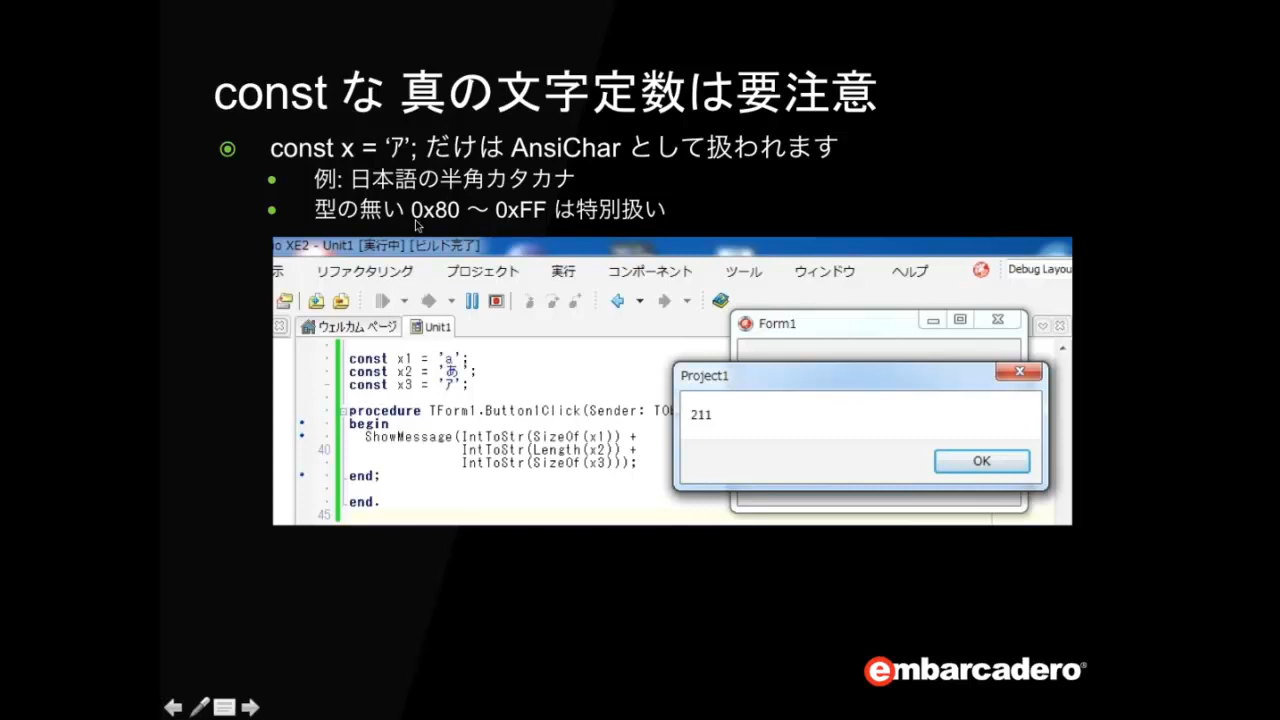 const な 真の文字定数は要注意
const x = ‘ｱ’; だけは AnsiChar として扱われます
例: 日本語の半角カタカナ
型の無い 0x80 ～ 0xFF は特別扱い
io XE2 - Unit1 [実行中] [ビルド完了]
示 リファクタリング プロジェクト 実行 コンポーネント ツール ウィンドウ ヘルプ Debug Layou
ウェルカム ページ Unit1
Form1
const x1 = 'a';
const x2 = 'あ';
const x3 = 'ｱ';
Project1
procedure TForm1.Button1Click(Sender: TOb
211
begin
ShowMessage(IntToStr(SizeOf(x1)) +
40 IntToStr(Length(x2)) +
IntToStr(SizeOf(x3)));
OK
end;
end.
45
embarcadero®